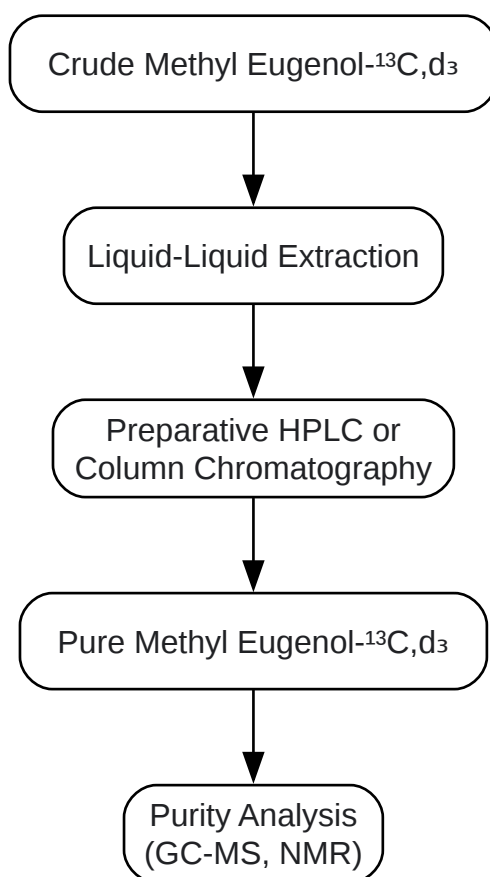 Crude Methyl Eugenol-¹³C,d₃
Liquid-Liquid Extraction
Preparative HPLC or
Column Chromatography
Pure Methyl Eugenol-¹³C,d₃
Purity Analysis
(GC-MS, NMR)